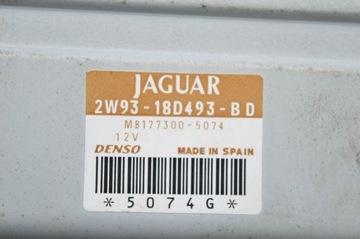 JAGUAR
2W93-18D493-BD
MB177300-5074
12V
DENSO MADE IN SPAIN
*5074G*